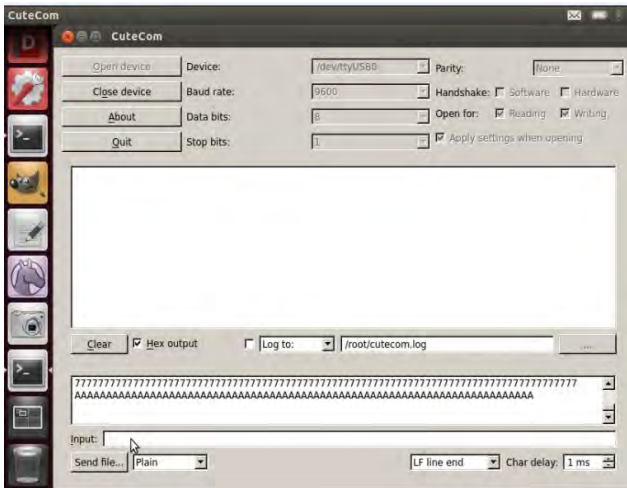 CuteCom
CuteCom
Open device Device: /dev/ttyUSB0 Parity: None
Close device Baud rate: 9600 Handshake: Software Hardware
About Data bits: 8 Open for: Reading Writing
Quit Stop bits: 1 Apply settings when opening
Clear Hex output Log to: /root/cutecom.log ...
Input:
Send file... Plain LF line end Char delay: 1 ms